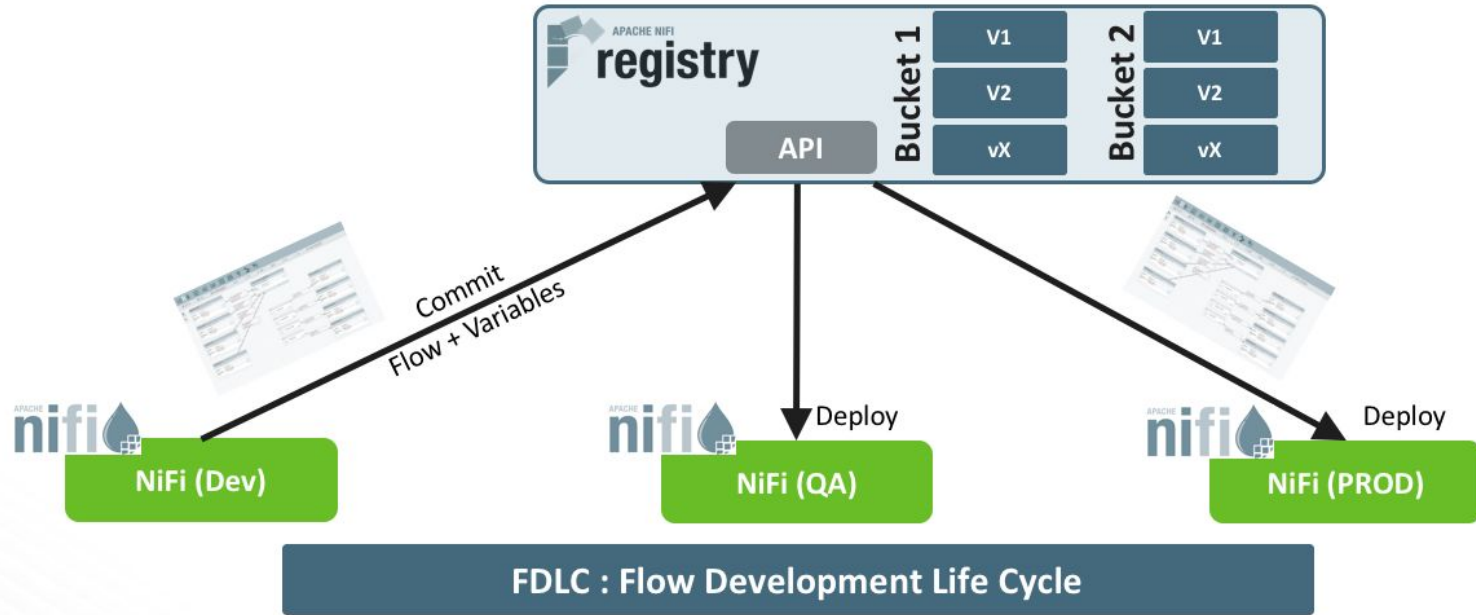 APACHE NIFI
registry
API
Bucket 1
V1
V2
vX
Bucket 2
V1
V2
vX
Commit
Flow + Variables
APACHE
nifi
NiFi (Dev)
APACHE
nifi
Deploy
NiFi (QA)
APACHE
nifi
Deploy
NiFi (PROD)
FDLC : Flow Development Life Cycle